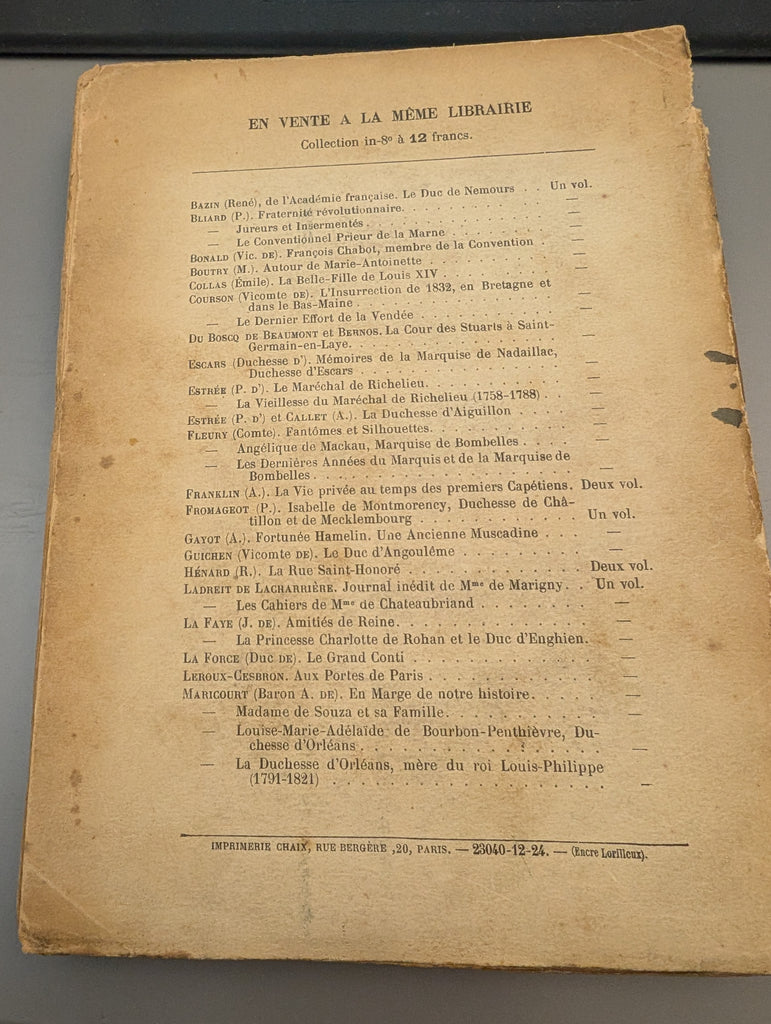 EN VENTE A LA MÊME LIBRAIRIE
Collection in-8º à 12 francs.
BAZIN (René), de l'Académie française. Le Duc de Nemours . . Un vol.
BLIARD (P.). Fraternité révolutionnaire. . . . . . . . . . . —
— Jureurs et Insermentés . . . . . . . . . . . —
— Le Conventionnel Prieur de la Marne . . . . . . —
BONALD (Vic. DE). François Chabot, membre de la Convention . —
BOUTRY (M.). Autour de Marie-Antoinette . . . . . . . . —
COLLAS (Émile). La Belle-Fille de Louis XIV . . . . . . . —
COURSON (Vicomte DE). L'Insurrection de 1832, en Bretagne et
dans le Bas-Maine . . . . . . . . . . . . —
— Le Dernier Effort de la Vendée . . . . . . . . —
DU BOSCQ DE BEAUMONT et BERNOS. La Cour des Stuarts à Saint-
Germain-en-Laye. . . . . . . . . . . . . —
ESCARS (Duchesse D'). Mémoires de la Marquise de Nadaillac,
Duchesse d'Escars . . . . . . . . . . . . —
ESTRÉE (P. D'). Le Maréchal de Richelieu. . . . . . . . . —
— La Vieillesse du Maréchal de Richelieu (1758-1788) . —
ESTRÉE (P. D') et CALLET (A.). La Duchesse d'Aiguillon . . . —
FLEURY (Comte). Fantômes et Silhouettes. . . . . . . . . —
— Angélique de Mackau, Marquise de Bombelles . . . . —
— Les Dernières Années du Marquis et de la Marquise de
Bombelles . . . . . . . . . . . . . . —
FRANKLIN (A.). La Vie privée au temps des premiers Capétiens. Deux vol.
FROMAGEOT (P.). Isabelle de Montmorency, Duchesse de Châ-
tillon et de Mecklembourg . . . . . . . . . Un vol.
GAYOT (A.). Fortunée Hamelin. Une Ancienne Muscadine . . . —
GUICHEN (Vicomte DE). Le Duc d'Angoulême . . . . . . . —
HÉNARD (R.). La Rue Saint-Honoré . . . . . . . . . . Deux vol.
LADREIT DE LACHARRIÈRE. Journal inédit de Mme de Marigny. . Un vol.
— Les Cahiers de Mme de Chateaubriand . . . . . . —
LA FAYE (J. DE). Amitiés de Reine. . . . . . . . . . . —
— La Princesse Charlotte de Rohan et le Duc d'Enghien. —
LA FORCE (Duc DE). Le Grand Conti . . . . . . . . . . —
LEROUX-CESBRON. Aux Portes de Paris . . . . . . . . . —
MARICOURT (Baron A. DE). En Marge de notre histoire. . . . . —
— Madame de Souza et sa Famille. . . . . . . . . —
— Louise-Marie-Adélaïde de Bourbon-Penthièvre, Du-
chesse d'Orléans . . . . . . . . . . . . —
— La Duchesse d'Orléans, mère du roi Louis-Philippe
(1791-1821) . . . . . . . . . . . . . . —
IMPRIMERIE CHAIX, RUE BERGÈRE ,20, PARIS. — 23040-12-24. — (Encre Lorilleux).